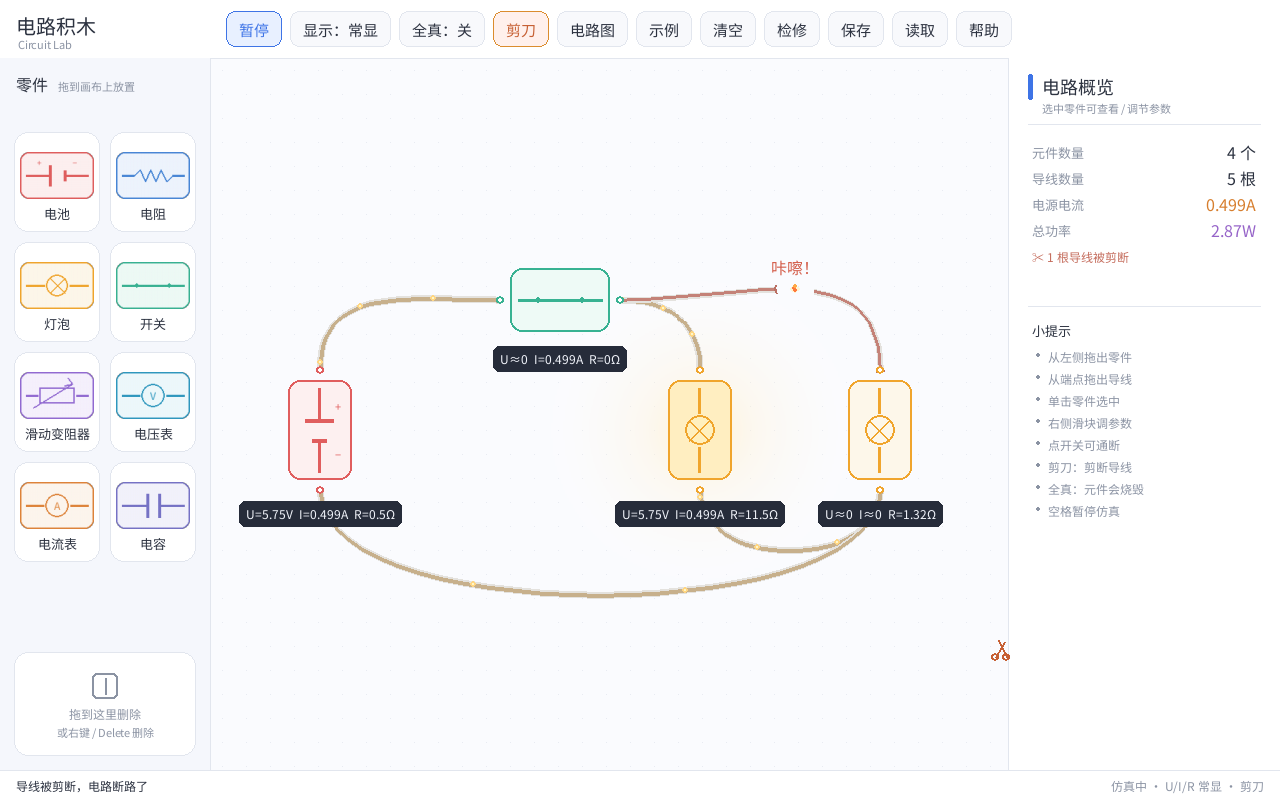 电路积木
Circuit Lab
暂停
显示：常显
全真：关
剪刀
电路图
示例
清空
检修
保存
读取
帮助
零件 拖到画布上放置
电池
电阻
灯泡
开关
滑动变阻器
V
电压表
A
电流表
电容
拖到这里删除
或右键 / Delete 删除
咔嚓！
U≈0 I=0.499A R=0Ω
U=5.75V I=0.499A R=0.5Ω
U=5.75V I=0.499A R=11.5Ω
U≈0 I≈0 R=1.32Ω
电路概览
选中零件可查看 / 调节参数
元件数量 4 个
导线数量 5 根
电源电流 0.499A
总功率 2.87W
✂ 1 根导线被剪断
小提示
• 从左侧拖出零件
• 从端点拖出导线
• 单击零件选中
• 右侧滑块调参数
• 点开关可通断
• 剪刀：剪断导线
• 全真：元件会烧毁
• 空格暂停仿真
导线被剪断，电路断路了
仿真中 · U/I/R 常显 · 剪刀